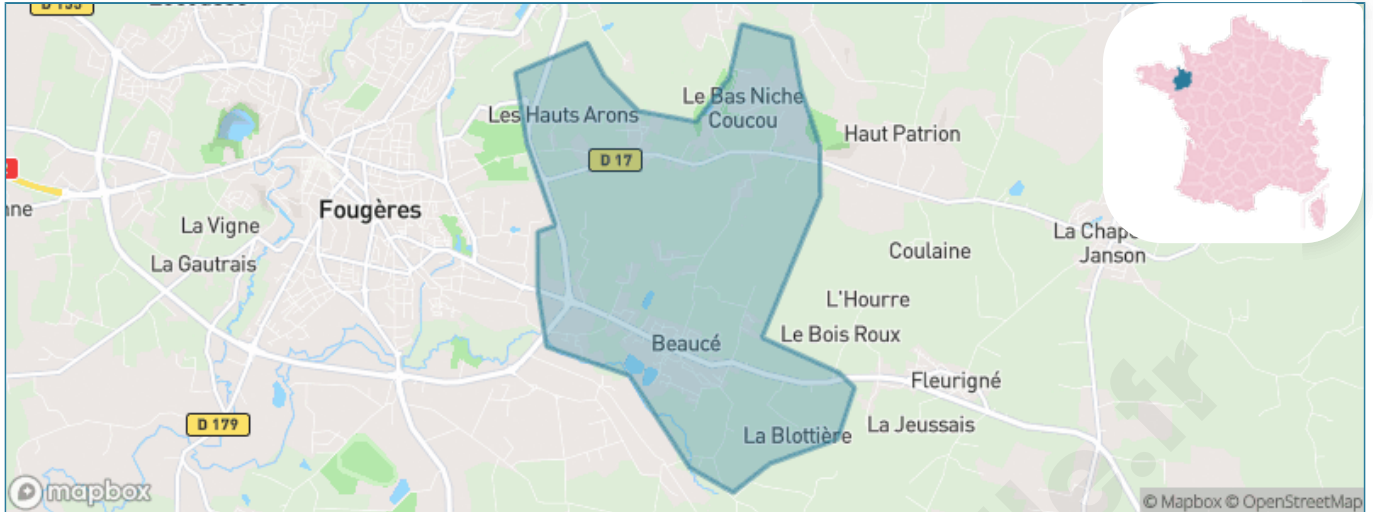 Les Hauts Arons
Le Bas Niche
Coucou
Haut Patrion
D 17
Fougères
La Vigne
La Gautrais
La Chap
Janson
Coulaine
L'Hourre
Le Bois Roux
Beaucé
Fleurigné
La Jeussais
La Blottière
D 179
mapbox
© Mapbox © OpenStreetMap